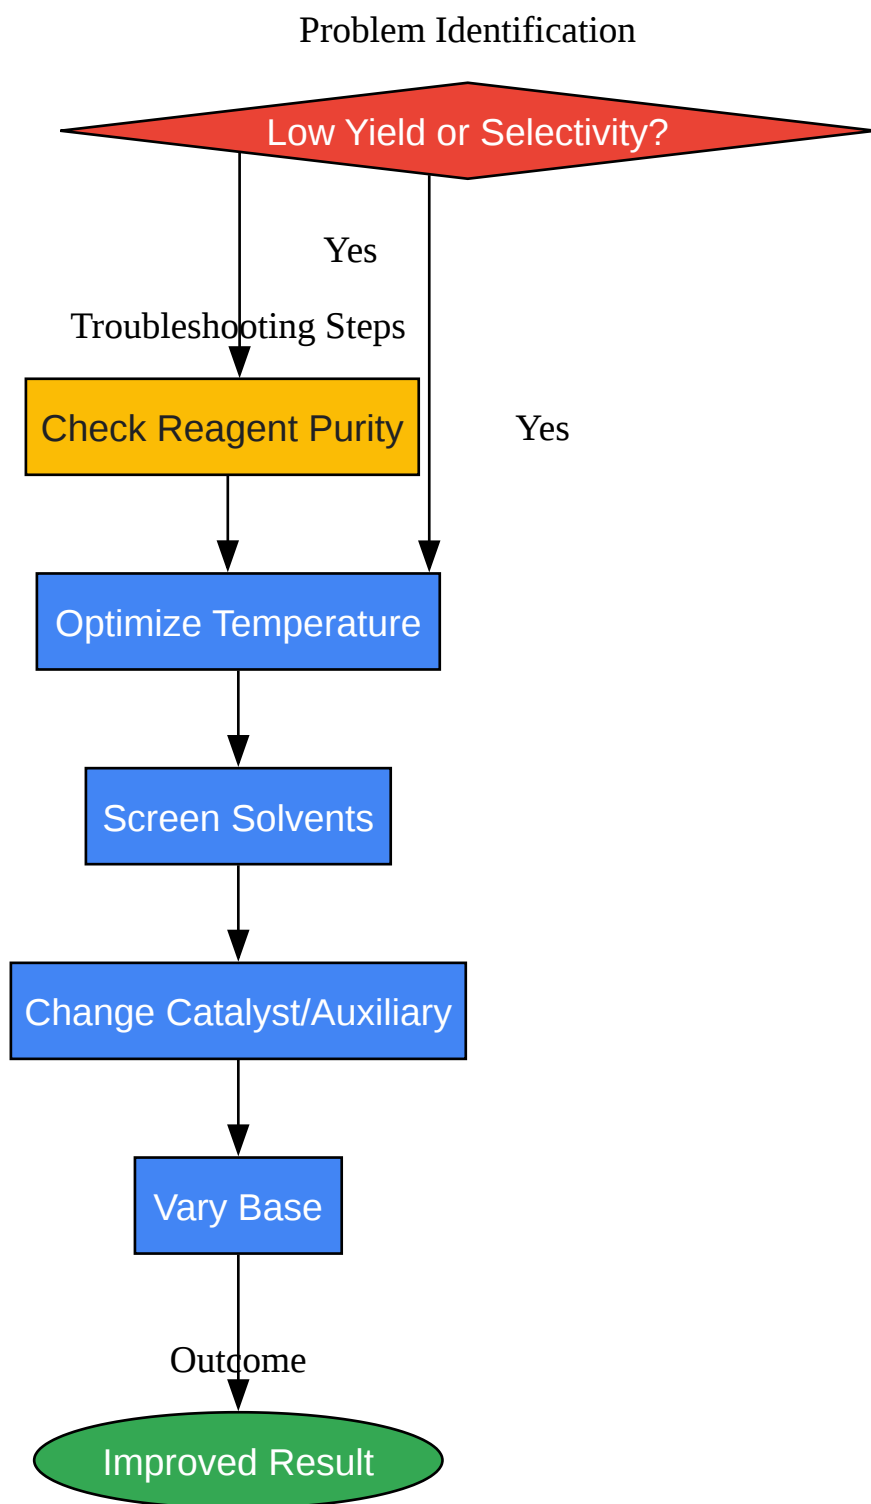 Problem Identification
Low Yield or Selectivity?
Yes
Troubleshooting Steps
Check Reagent Purity
Yes
Optimize Temperature
Screen Solvents
Change Catalyst/Auxiliary
Vary Base
Outcome
Improved Result